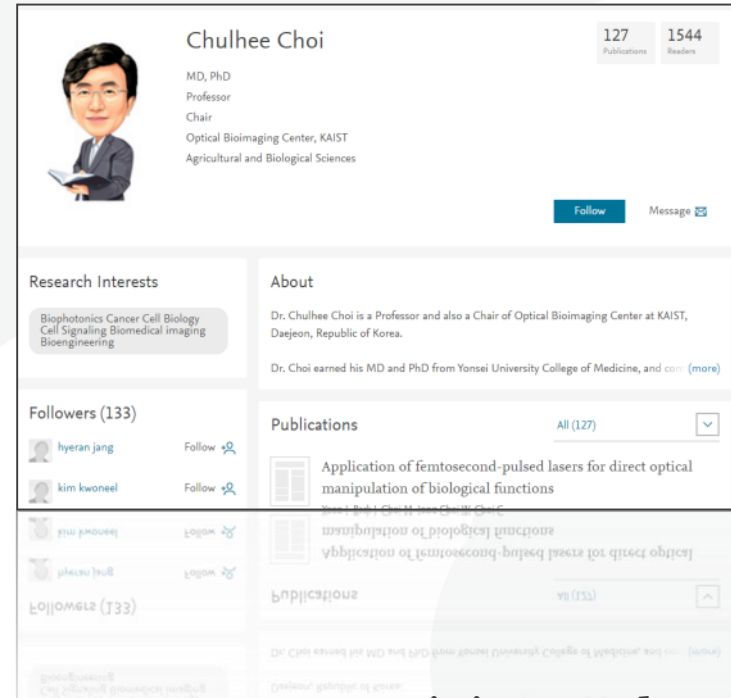 Chulhee Choi
127
Publications
1544
Readers
MD, PhD
Professor
Chair
Optical Bioimaging Center, KAIST
Agricultural and Biological Sciences
Follow
Message
Research Interests
Biophotonics Cancer Cell Biology
Cell Signaling Biomedical imaging
Bioengineering
About
Dr. Chulhee Choi is a Professor and also a Chair of Optical Bioimaging Center at KAIST,
Daejeon, Republic of Korea.
Dr. Choi earned his MD and PhD from Yonsei University College of Medicine, and com (more)
Followers (133)
hyeran jang
Follow
kim kwoneel
Follow
Publications
All (127)
Application of femtosecond-pulsed lasers for direct optical
manipulation of biological functions